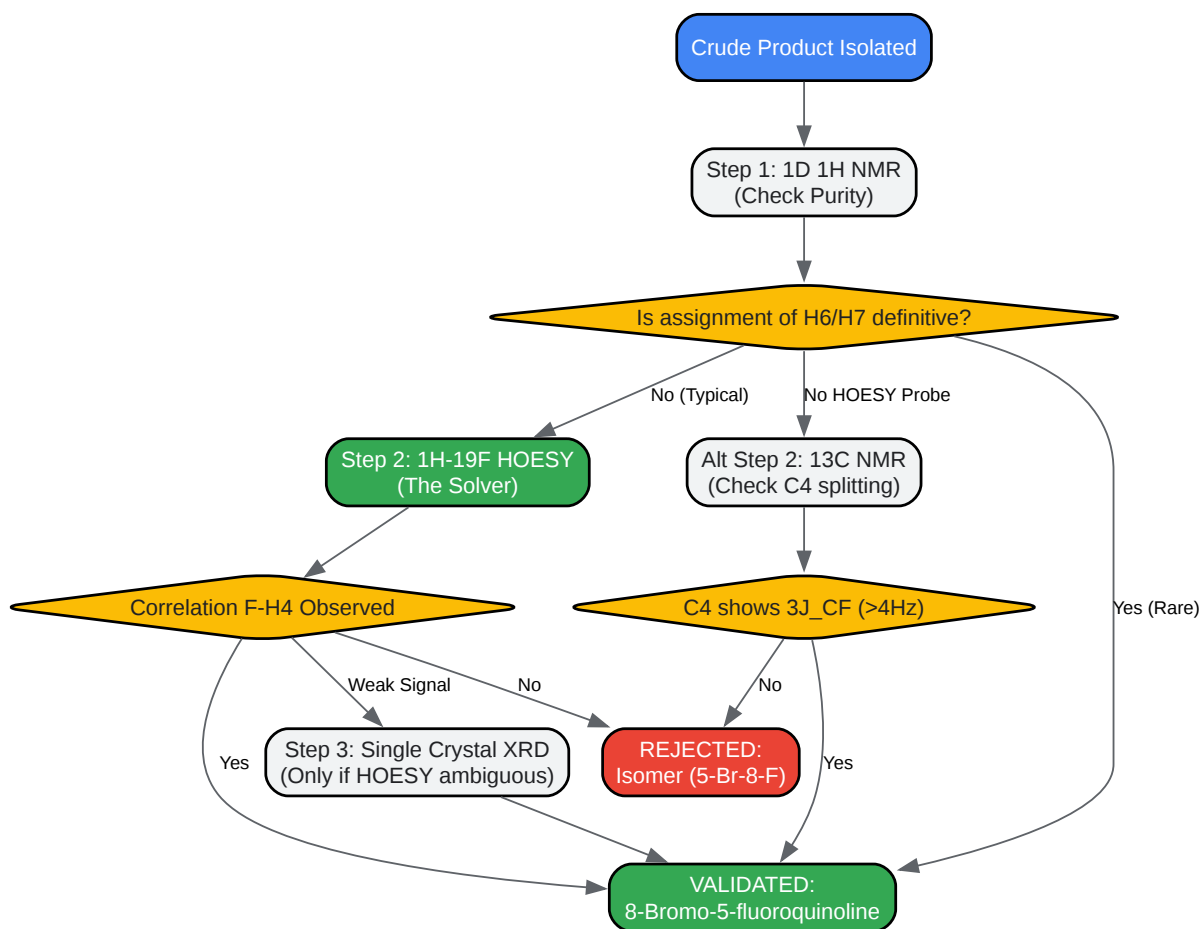 Crude Product Isolated
Step 1: 1D 1H NMR
(Check Purity)
Is assignment of H6/H7 definitive?
No (Typical)
No HOESY Probe
Yes (Rare)
Step 2: 1H-19F HOESY
(The Solver)
Alt Step 2: 13C NMR
(Check C4 splitting)
Correlation F-H4 Observed
C4 shows 3J_CF (>4Hz)
Yes
Weak Signal
No
No
Yes
Step 3: Single Crystal XRD
(Only if HOESY ambiguous)
REJECTED:
Isomer (5-Br-8-F)
VALIDATED:
8-Bromo-5-fluoroquinoline